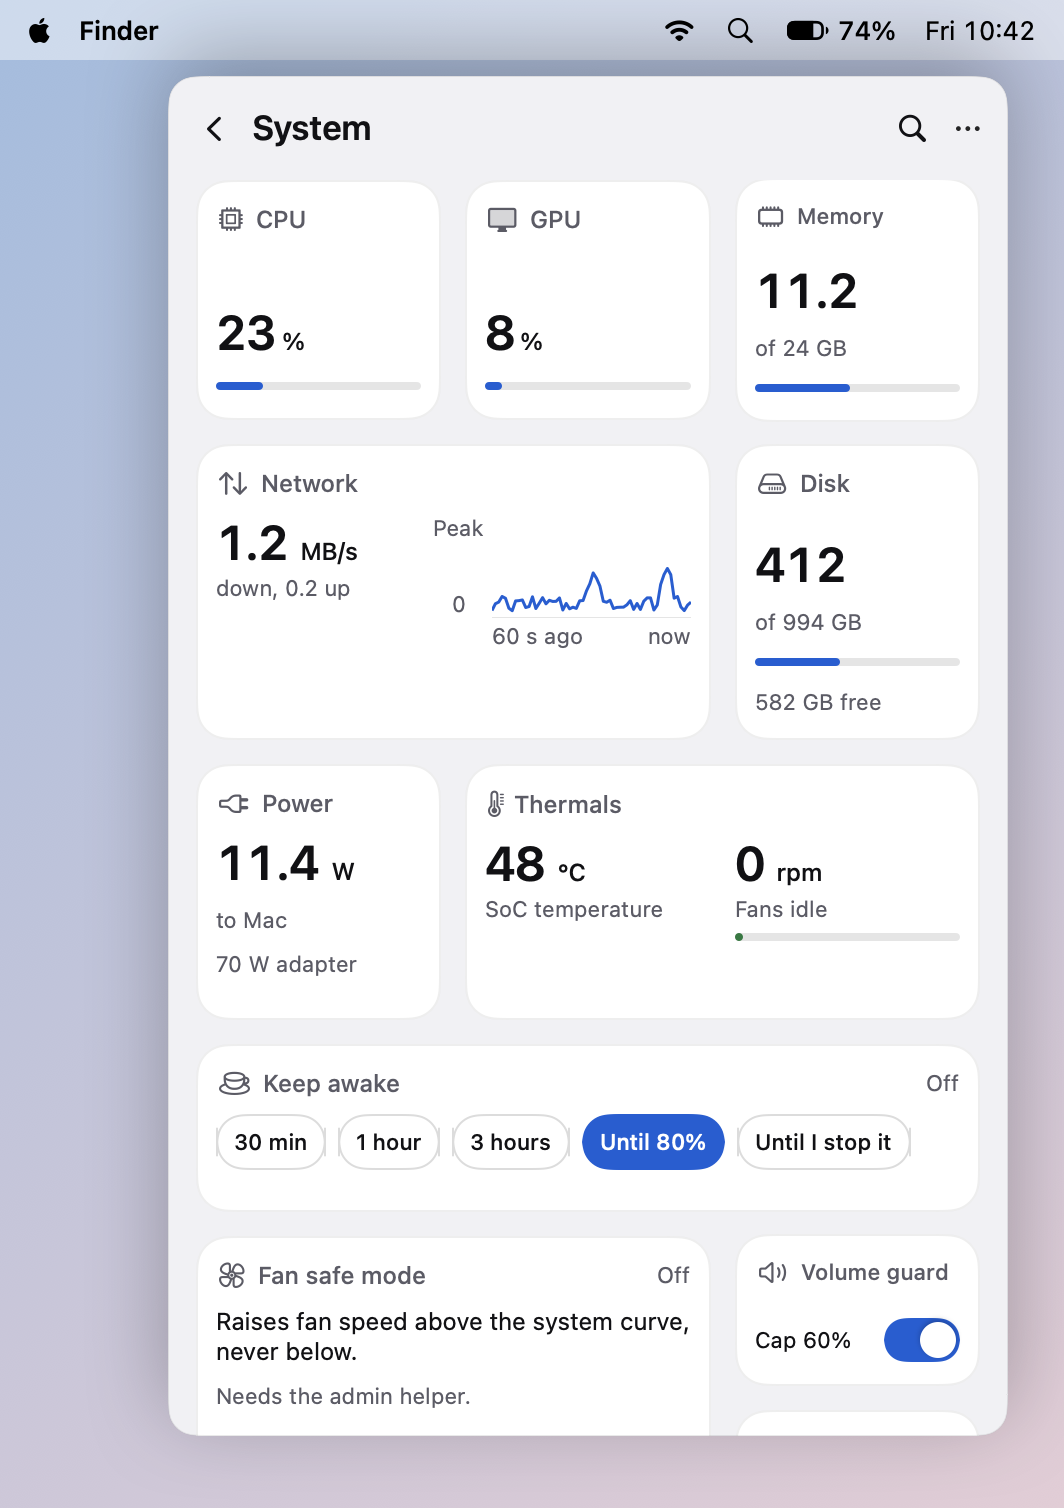 Finder
74%
Fri 10:42
System
CPU
23 %
GPU
8 %
Memory
11.2
of 24 GB
Network
1.2 MB/s
down, 0.2 up
Peak
0
60 s ago
now
Disk
412
of 994 GB
582 GB free
Power
11.4 W
to Mac
70 W adapter
Thermals
48 °C
SoC temperature
0 rpm
Fans idle
Keep awake
Off
30 min
1 hour
3 hours
Until 80%
Until I stop it
Fan safe mode
Off
Raises fan speed above the system curve,
never below.
Needs the admin helper.
Volume guard
Cap 60%